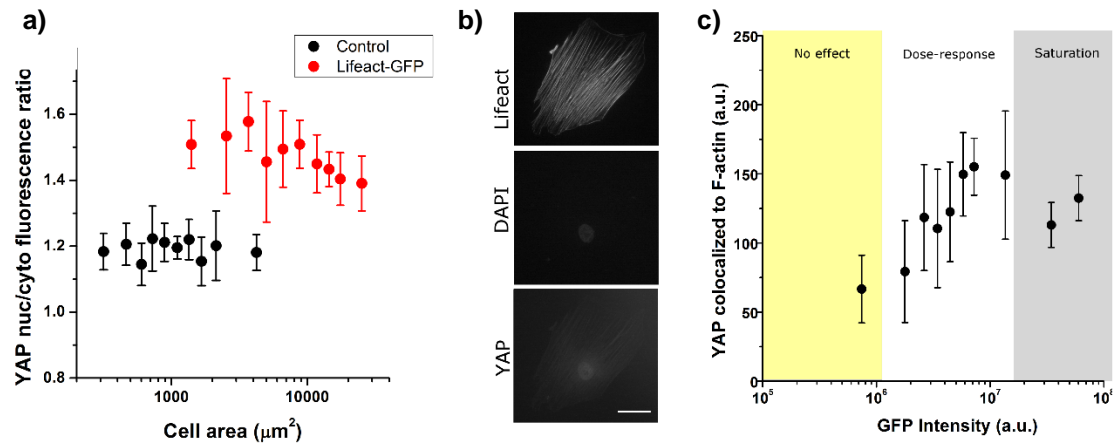 a)
YAP nuc/cyto fluorescence ratio
1.6
1.4
1.2
1.0
0.8
1000
10000
Cell area (μm²)
Control
Lifeact-GFP
b)
Lifeact
DAPI
YAP
c)
YAP colocalized to F-actin (a.u.)
250
200
150
100
50
0
10⁵
10⁶
10⁷
10⁸
GFP Intensity (a.u.)
No effect
Dose-response
Saturation